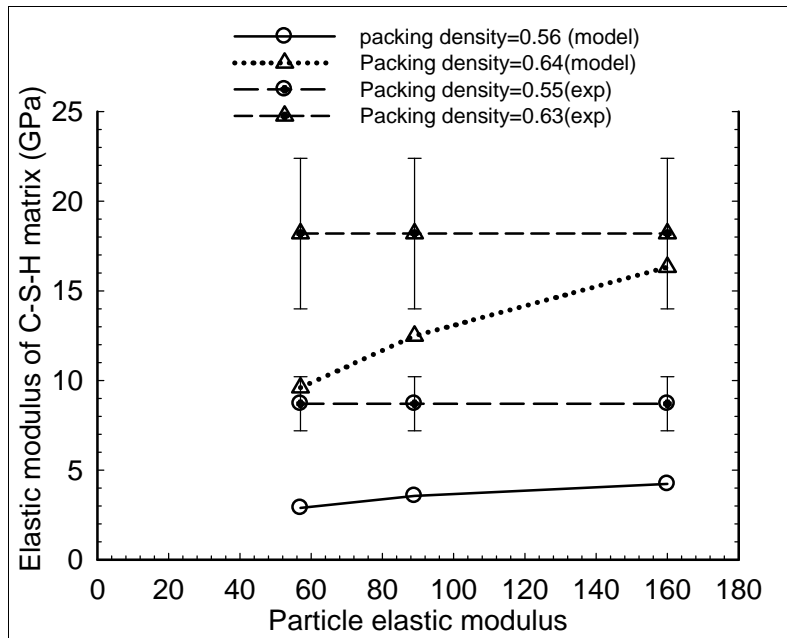 packing density=0.56 (model)
Packing density=0.64(model)
Packing density=0.55(exp)
Packing density=0.63(exp)
Elastic modulus of C-S-H matrix (GPa)
25
20
15
10
5
0
0 20 40 60 80 100 120 140 160 180
Particle elastic modulus